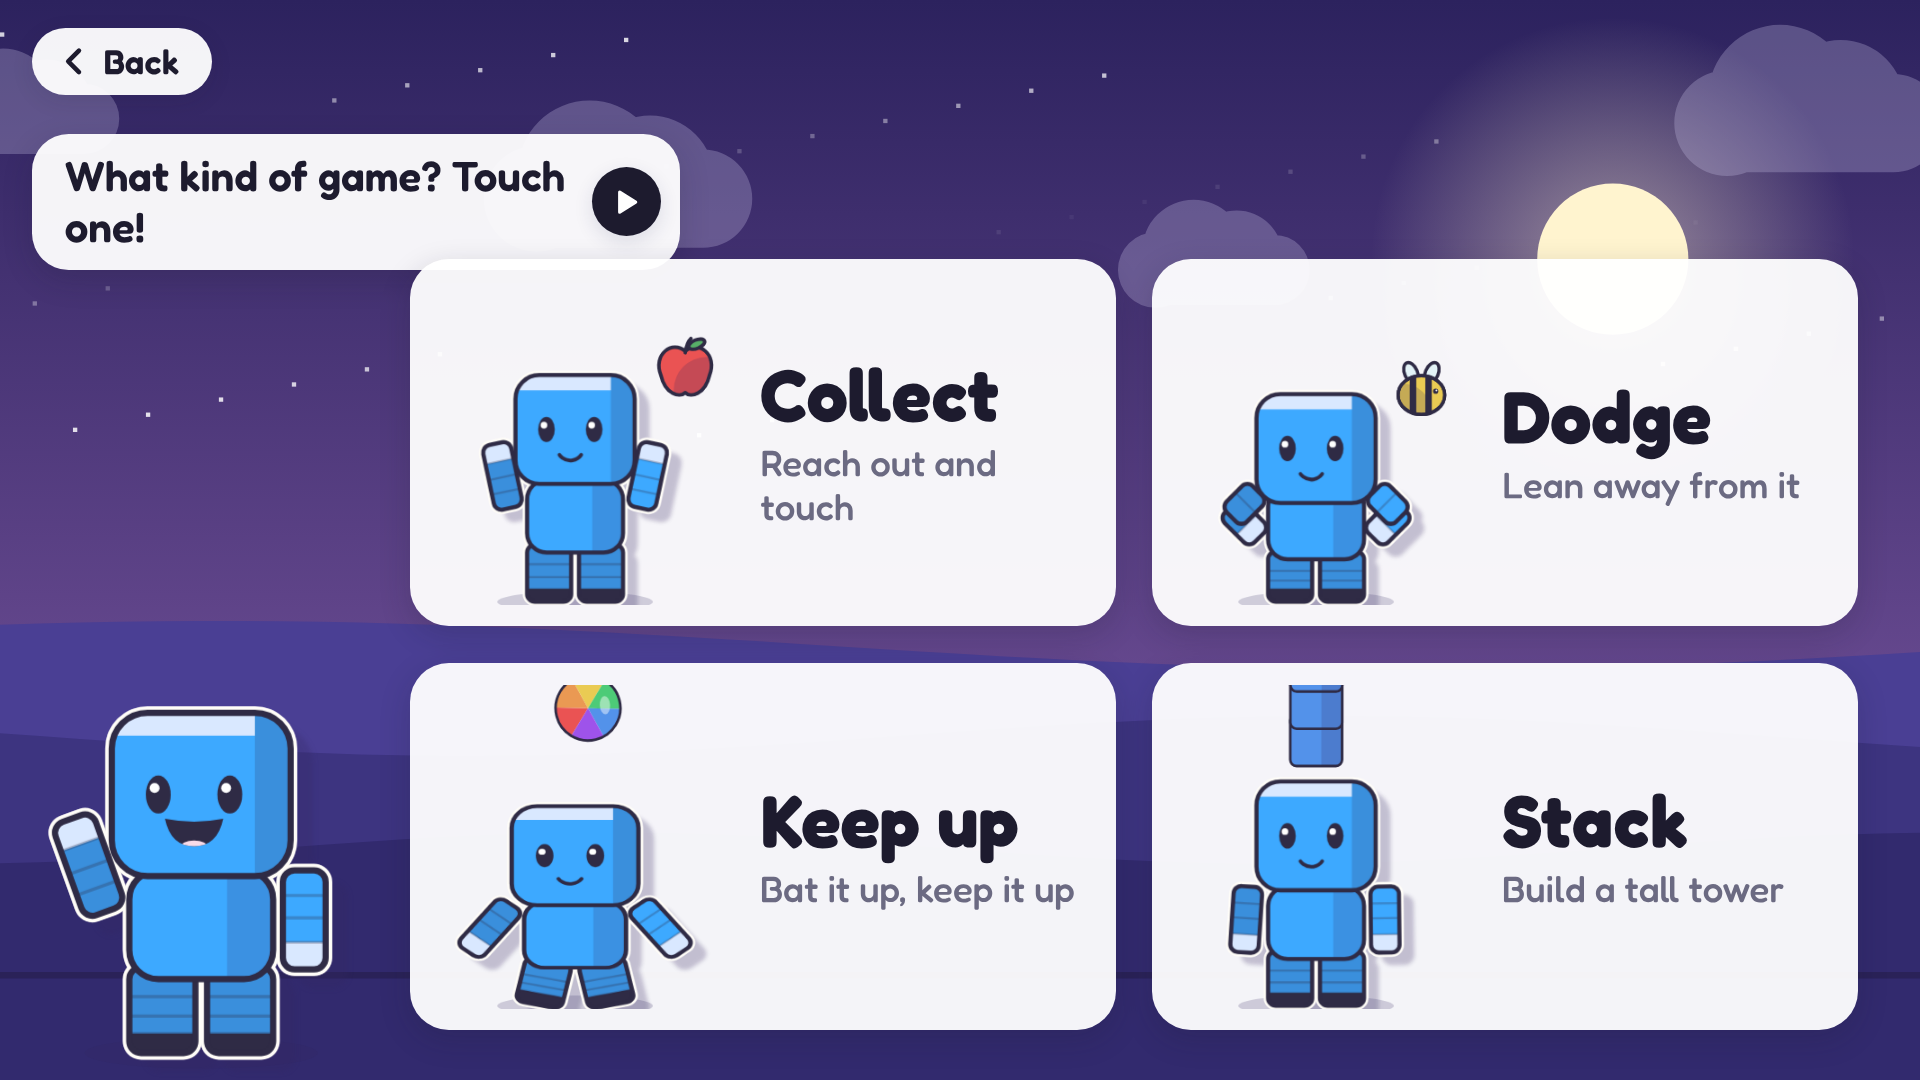 Back
What kind of game? Touch
one!
Collect
Reach out and
touch
Dodge
Lean away from it
Keep up
Bat it up, keep it up
Stack
Build a tall tower